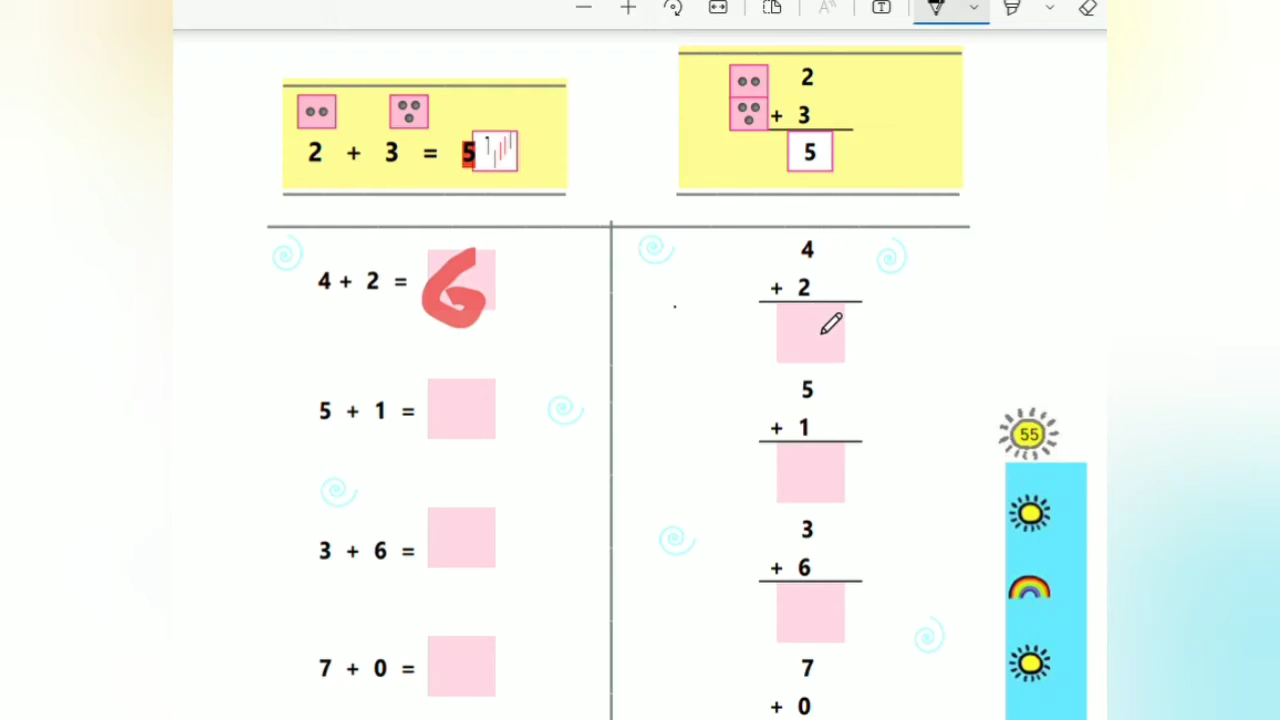 2 + 3 = 5
2
+ 3
5
4 + 2 = 6
5 + 1 =
3 + 6 =
7 + 0 =
4
+ 2
5
+ 1
3
+ 6
7
+ 0
55